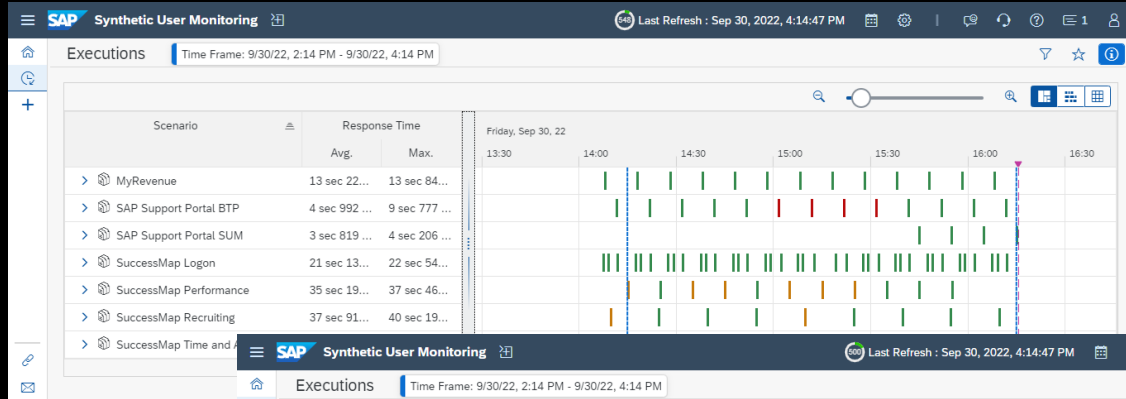 SAP Synthetic User Monitoring 548 Last Refresh : Sep 30, 2022, 4:14:47 PM 1
Executions Time Frame: 9/30/22, 2:14 PM - 9/30/22, 4:14 PM
Scenario Response Time Friday, Sep 30, 22
Avg. Max. 13:30 14:00 14:30 15:00 15:30 16:00 16:30
MyRevenue 13 sec 22... 13 sec 84...
SAP Support Portal BTP 4 sec 992 ... 9 sec 777 ...
SAP Support Portal SUM 3 sec 819 ... 4 sec 206 ...
SuccessMap Logon 21 sec 13... 22 sec 54...
SuccessMap Performance 35 sec 19... 37 sec 46...
SuccessMap Recruiting 37 sec 91... 40 sec 19...
SuccessMap Time and A
SAP Synthetic User Monitoring 500 Last Refresh : Sep 30, 2022, 4:14:47 PM
Executions Time Frame: 9/30/22, 2:14 PM - 9/30/22, 4:14 PM